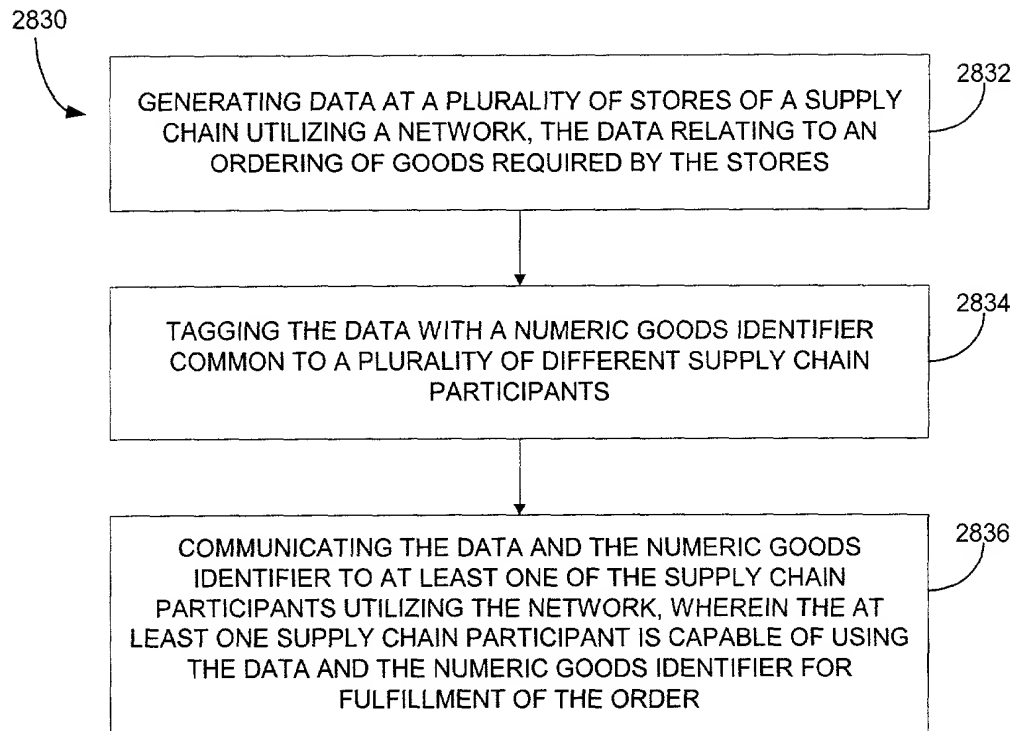 2830
2832
GENERATING DATA AT A PLURALITY OF STORES OF A SUPPLY
CHAIN UTILIZING A NETWORK, THE DATA RELATING TO AN
ORDERING OF GOODS REQUIRED BY THE STORES
2834
TAGGING THE DATA WITH A NUMERIC GOODS IDENTIFIER
COMMON TO A PLURALITY OF DIFFERENT SUPPLY CHAIN
PARTICIPANTS
2836
COMMUNICATING THE DATA AND THE NUMERIC GOODS
IDENTIFIER TO AT LEAST ONE OF THE SUPPLY CHAIN
PARTICIPANTS UTILIZING THE NETWORK, WHEREIN THE AT
LEAST ONE SUPPLY CHAIN PARTICIPANT IS CAPABLE OF USING
THE DATA AND THE NUMERIC GOODS IDENTIFIER FOR
FULFILLMENT OF THE ORDER